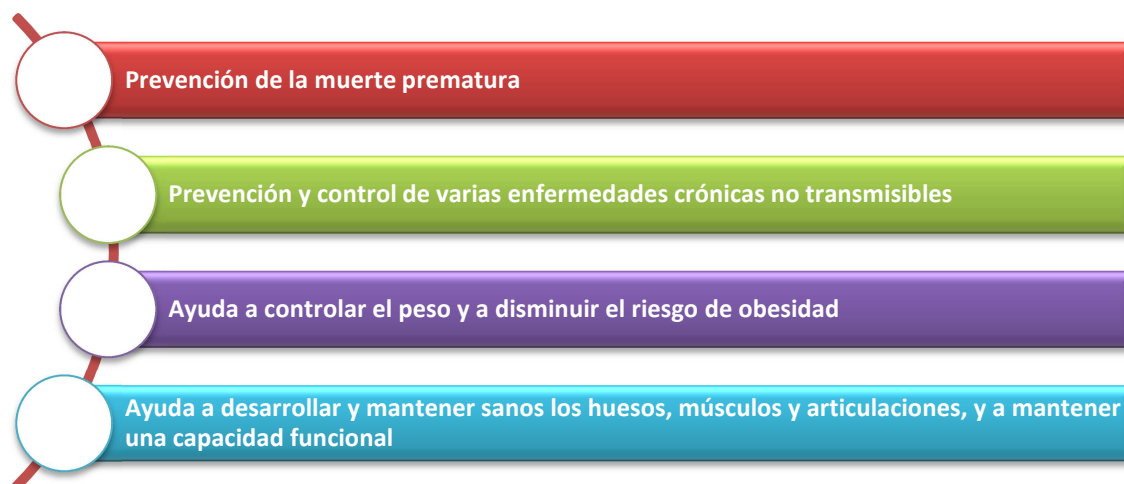 Prevención de la muerte prematura
Prevención y control de varias enfermedades crónicas no transmisibles
Ayuda a controlar el peso y a disminuir el riesgo de obesidad
Ayuda a desarrollar y mantener sanos los huesos, músculos y articulaciones, y a mantener
una capacidad funcional